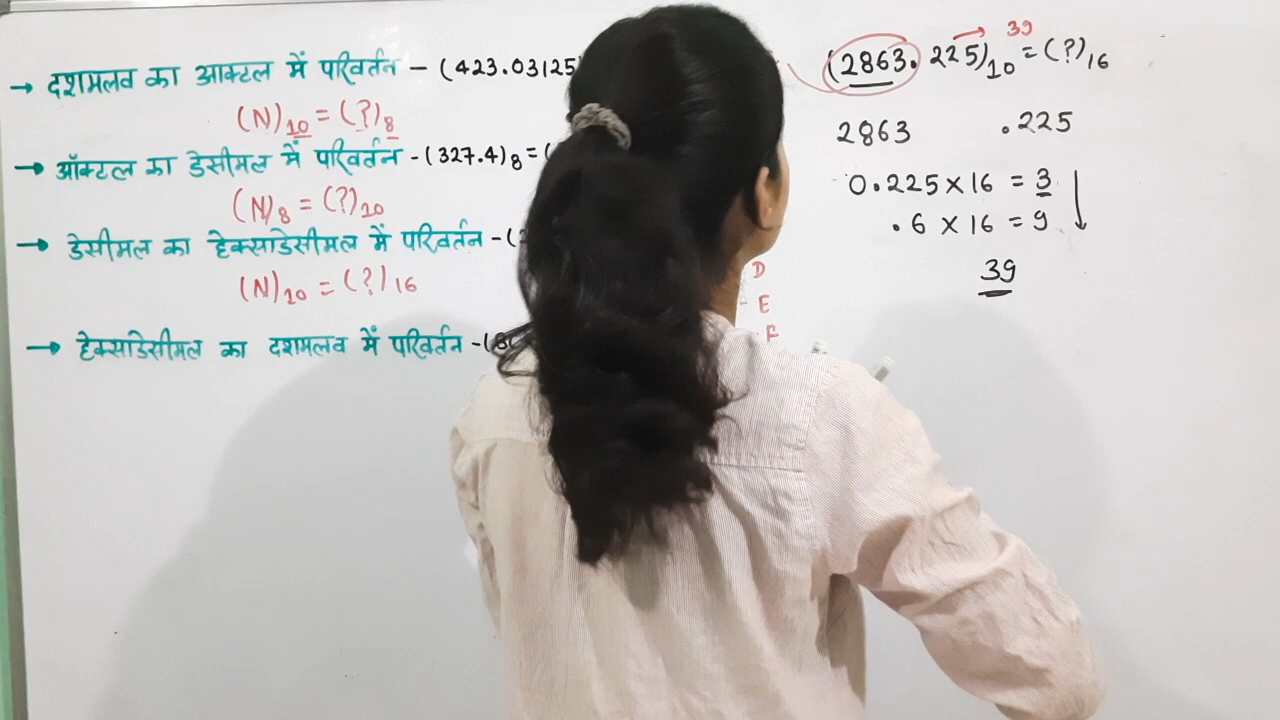 → दशमलव का आक्टल में परिवर्तन - (423.03125)
(N)₁₀ = (?)₈
→ ऑक्टल का डेसीमल में परिवर्तन - (327.4)₈ = (
(N)₈ = (?)₁₀
→ डेसीमल का हेक्साडेसीमल में परिवर्तन - (
(N)₁₀ = (?)₁₆
→ हेक्साडेसीमल का दशमलव में परिवर्तन - (
D
E
F
39
(2863.225)₁₀ = (?)₁₆
2863 .225
0.225 × 16 = 3
.6 × 16 = 9
39